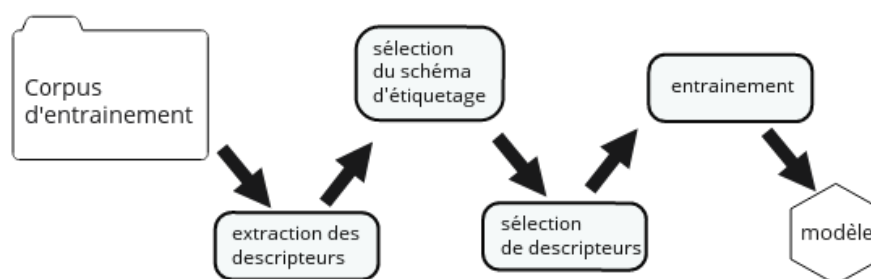 Corpus
d'entrainement
extraction des
descripteurs
sélection
du schéma
d'étiquetage
sélection
de descripteurs
entrainement
modèle